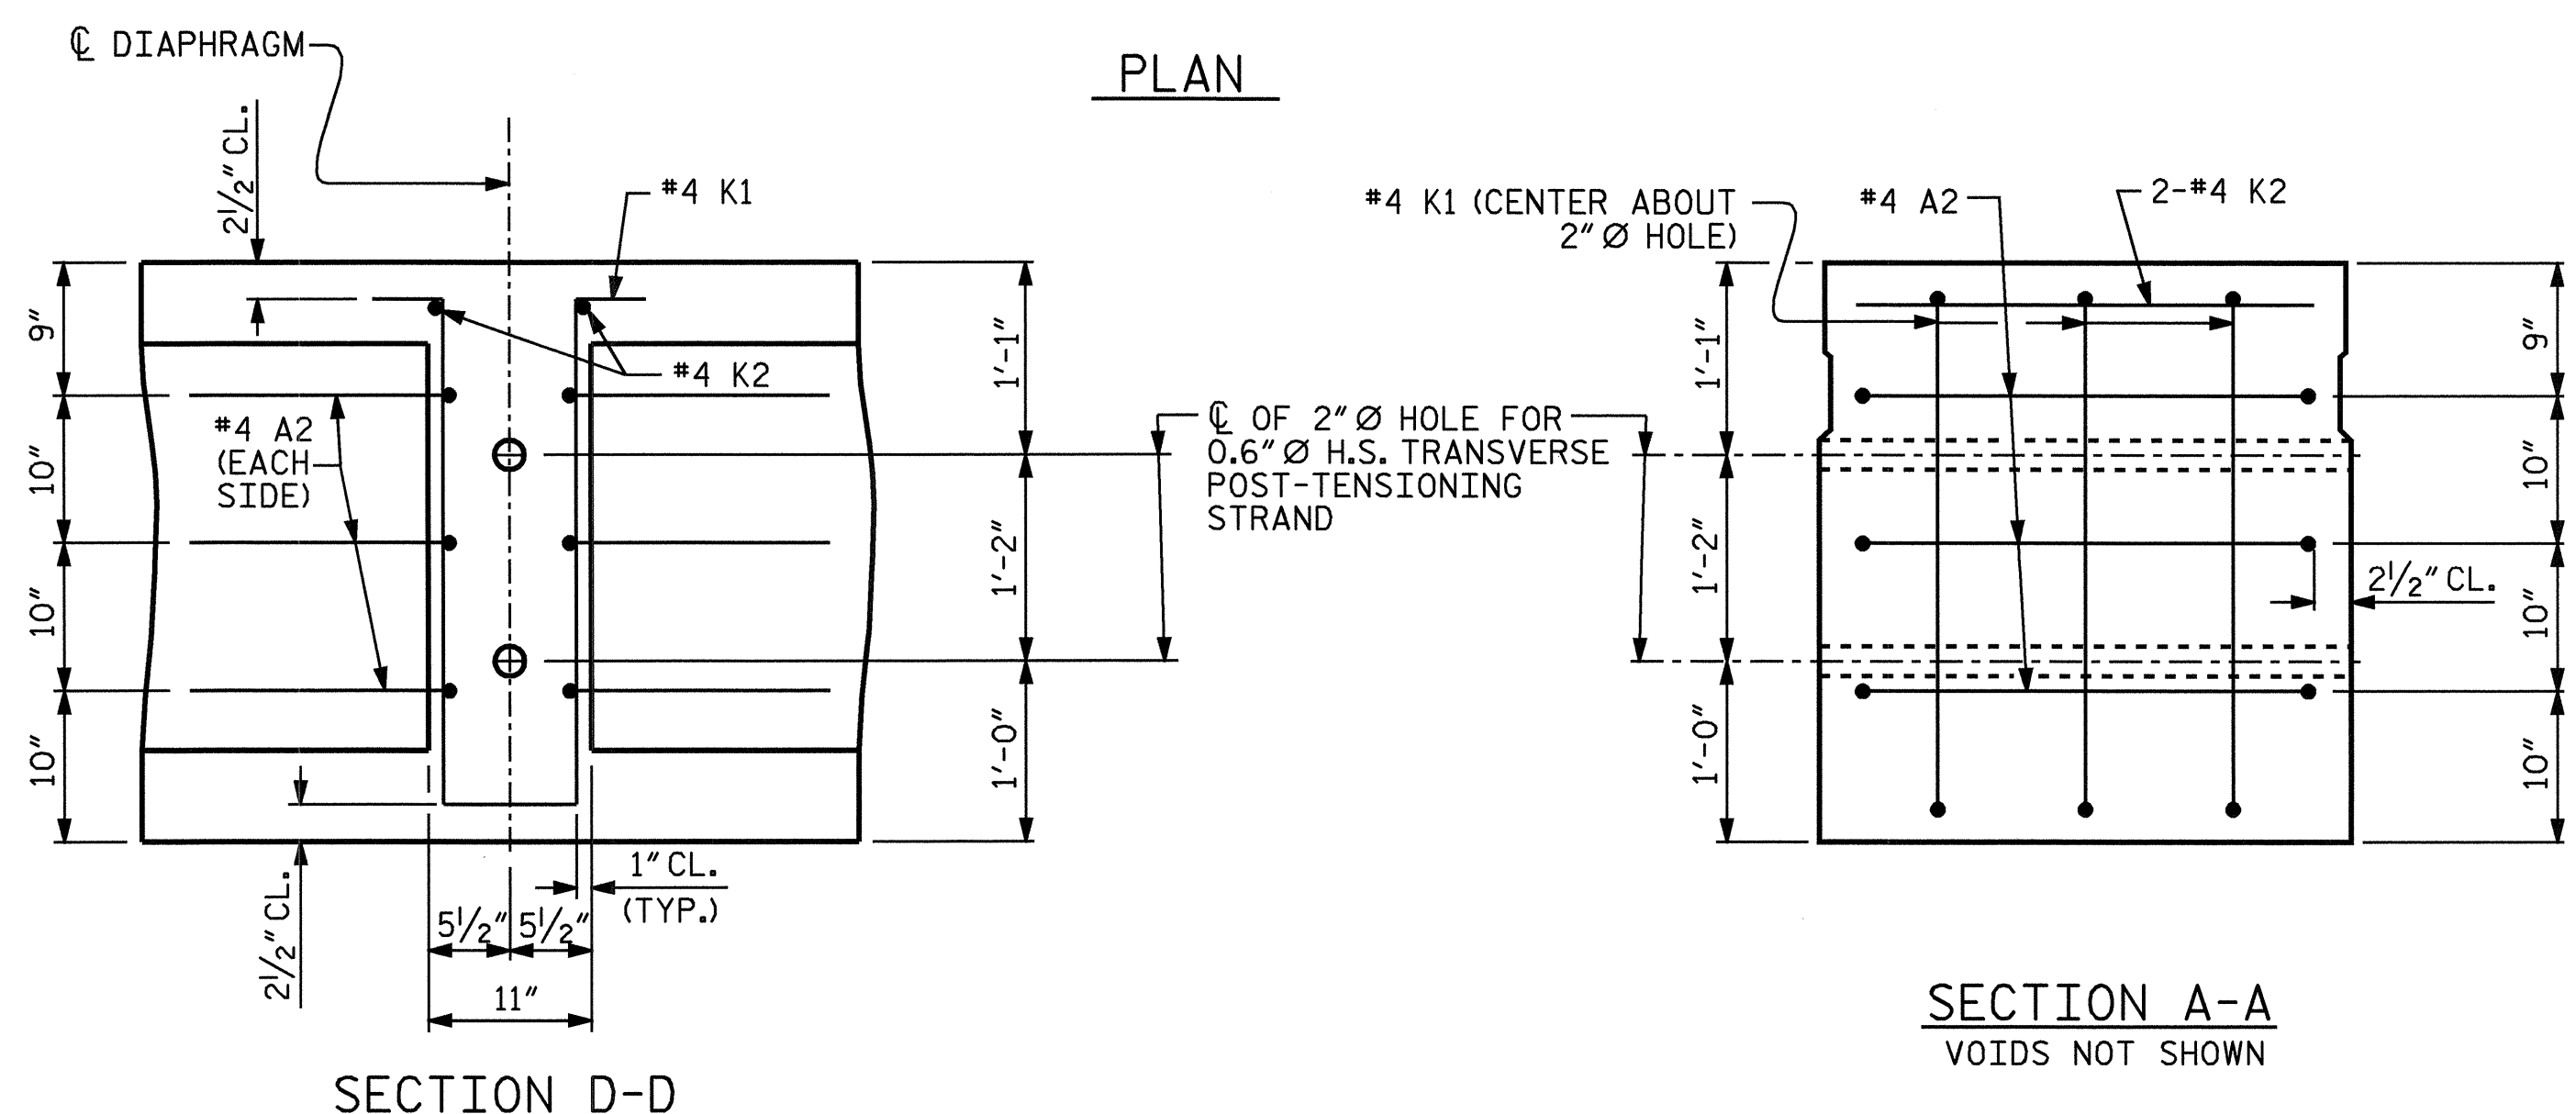 PLAN
℄ DIAPHRAGM
2½" CL.
#4 K1
9"
10"
10"
10"
#4 K2
#4 A2
(EACH
SIDE)
1'-1"
1'-2"
1'-0"
2½" CL.
1" CL.
(TYP.)
5½"
5½"
11"
SECTION D-D
℄ OF 2" Ø HOLE FOR
0.6" Ø H.S. TRANSVERSE
POST-TENSIONING
STRAND
#4 K1 (CENTER ABOUT
2" Ø HOLE)
#4 A2
2-#4 K2
1'-1"
1'-2"
1'-0"
9"
10"
10"
10"
2½" CL.
SECTION A-A
VOIDS NOT SHOWN